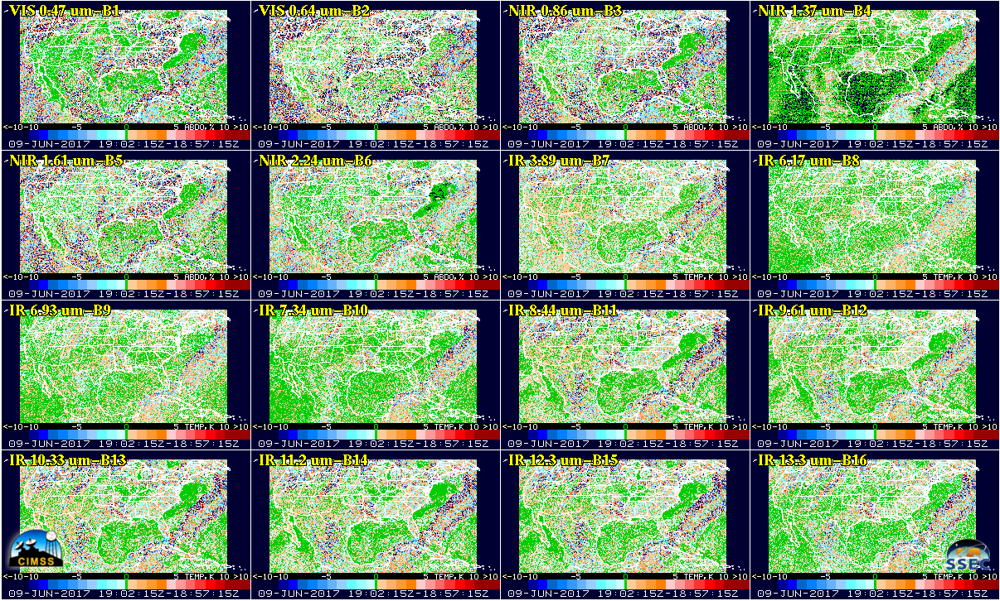 VIS 0.47 um-B1 VIS 0.64 um-B2 NIR 0.86 um-B3 NIR 1.37 um-B4
<-10-10 -5 0 5 ABDO,% 10 >10 <-10-10 -5 0 5 ABDO,% 10 >10 <-10-10 -5 0 5 ABDO,% 10 >10 <-10-10 -5 0 5 ABDO,% 10 >10
09-JUN-2017 19:02:15Z-18:57:15Z 09-JUN-2017 19:02:15Z-18:57:15Z 09-JUN-2017 19:02:15Z-18:57:15Z 09-JUN-2017 19:02:15Z-18:57:15Z
NIR 1.61 um-B5 NIR 2.24 um-B6 IR 3.89 um-B7 IR 6.17 um-B8
<-10-10 -5 0 5 ABDO,% 10 >10 <-10-10 -5 0 5 ABDO,% 10 >10 <-10-10 -5 0 5 TEMP,K 10 >10 <-10-10 -5 0 5 TEMP,K 10 >10
09-JUN-2017 19:02:15Z-18:57:15Z 09-JUN-2017 19:02:15Z-18:57:15Z 09-JUN-2017 19:02:15Z-18:57:15Z 09-JUN-2017 19:02:15Z-18:57:15Z
IR 6.93 um-B9 IR 7.34 um-B10 IR 8.44 um-B11 IR 9.61 um-B12
<-10-10 -5 0 5 TEMP,K 10 >10 <-10-10 -5 0 5 TEMP,K 10 >10 <-10-10 -5 0 5 TEMP,K 10 >10 <-10-10 -5 0 5 TEMP,K 10 >10
09-JUN-2017 19:02:15Z-18:57:15Z 09-JUN-2017 19:02:15Z-18:57:15Z 09-JUN-2017 19:02:15Z-18:57:15Z 09-JUN-2017 19:02:15Z-18:57:15Z
IR 10.33 um-B13 IR 11.2 um-B14 IR 12.3 um-B15 IR 13.3 um-B16
CIMSS SSEC
<-10-10 -5 0 5 TEMP,K 10 >10 <-10-10 -5 0 5 TEMP,K 10 >10 <-10-10 -5 0 5 TEMP,K 10 >10 <-10-10 -5 0 5 TEMP,K 10 >10
09-JUN-2017 19:02:15Z-18:57:15Z 09-JUN-2017 19:02:15Z-18:57:15Z 09-JUN-2017 19:02:15Z-18:57:15Z 09-JUN-2017 19:02:15Z-18:57:15Z